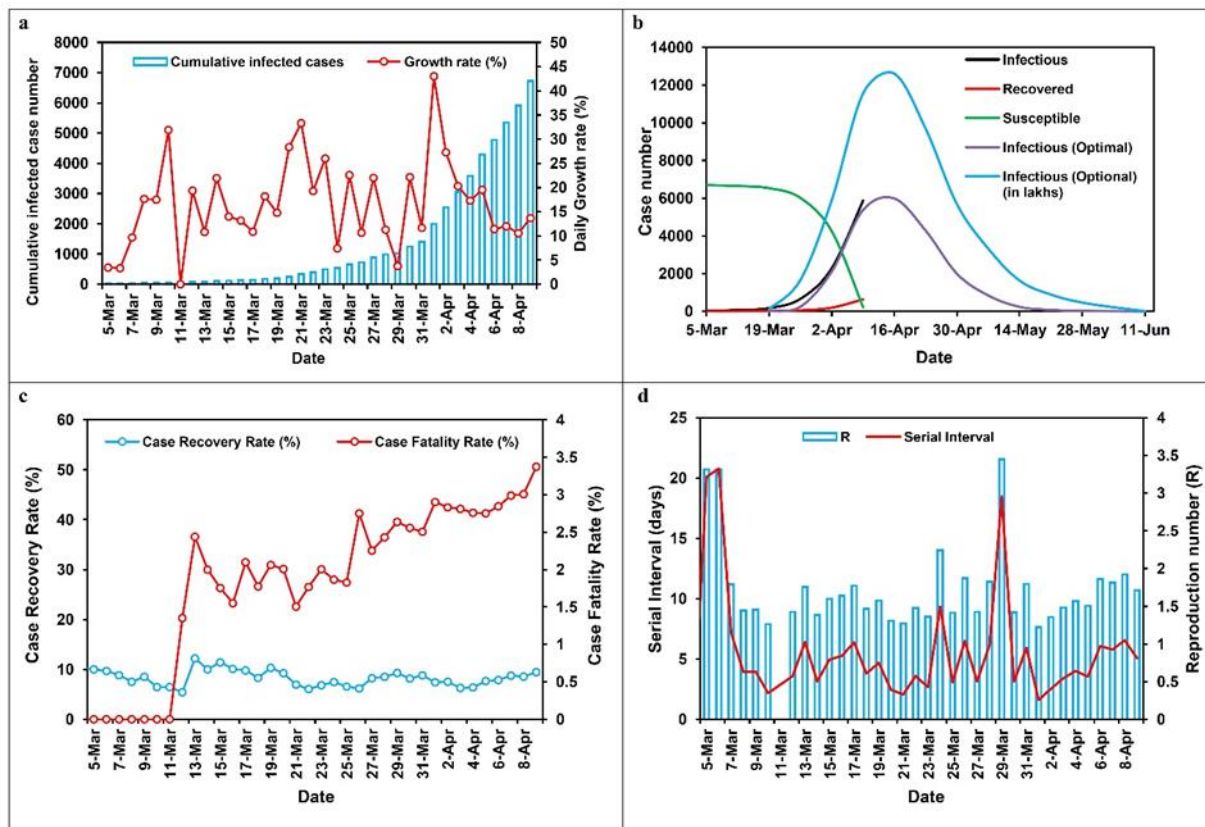 a
8000
7000
6000
5000
4000
3000
2000
1000
0
Cumulative infected case number
Cumulative infected cases
Growth rate (%)
50
45
40
35
30
25
20
15
10
5
0
Daily Growth rate (%)
5-Mar
7-Mar
9-Mar
11-Mar
13-Mar
15-Mar
17-Mar
19-Mar
21-Mar
23-Mar
25-Mar
27-Mar
29-Mar
31-Mar
2-Apr
4-Apr
6-Apr
8-Apr
Date
b
14000
12000
10000
8000
6000
4000
2000
0
Case number
Infectious
Recovered
Susceptible
Infectious (Optimal)
Infectious (Optional)
(in lakhs)
5-Mar
19-Mar
2-Apr
16-Apr
30-Apr
14-May
28-May
11-Jun
Date
c
60
50
40
30
20
10
0
Case Recovery Rate (%)
Case Recovery Rate (%)
Case Fatality Rate (%)
4
3.5
3
2.5
2
1.5
1
0.5
0
Case Fatality Rate (%)
5-Mar
7-Mar
9-Mar
11-Mar
13-Mar
15-Mar
17-Mar
19-Mar
21-Mar
23-Mar
25-Mar
27-Mar
29-Mar
31-Mar
2-Apr
4-Apr
6-Apr
8-Apr
Date
d
25
20
15
10
5
0
Serial Interval (days)
R
Serial Interval
4
3.5
3
2.5
2
1.5
1
0.5
0
Reproduction number (R)
5-Mar
7-Mar
9-Mar
11-Mar
13-Mar
15-Mar
17-Mar
19-Mar
21-Mar
23-Mar
25-Mar
27-Mar
29-Mar
31-Mar
2-Apr
4-Apr
6-Apr
8-Apr
Date